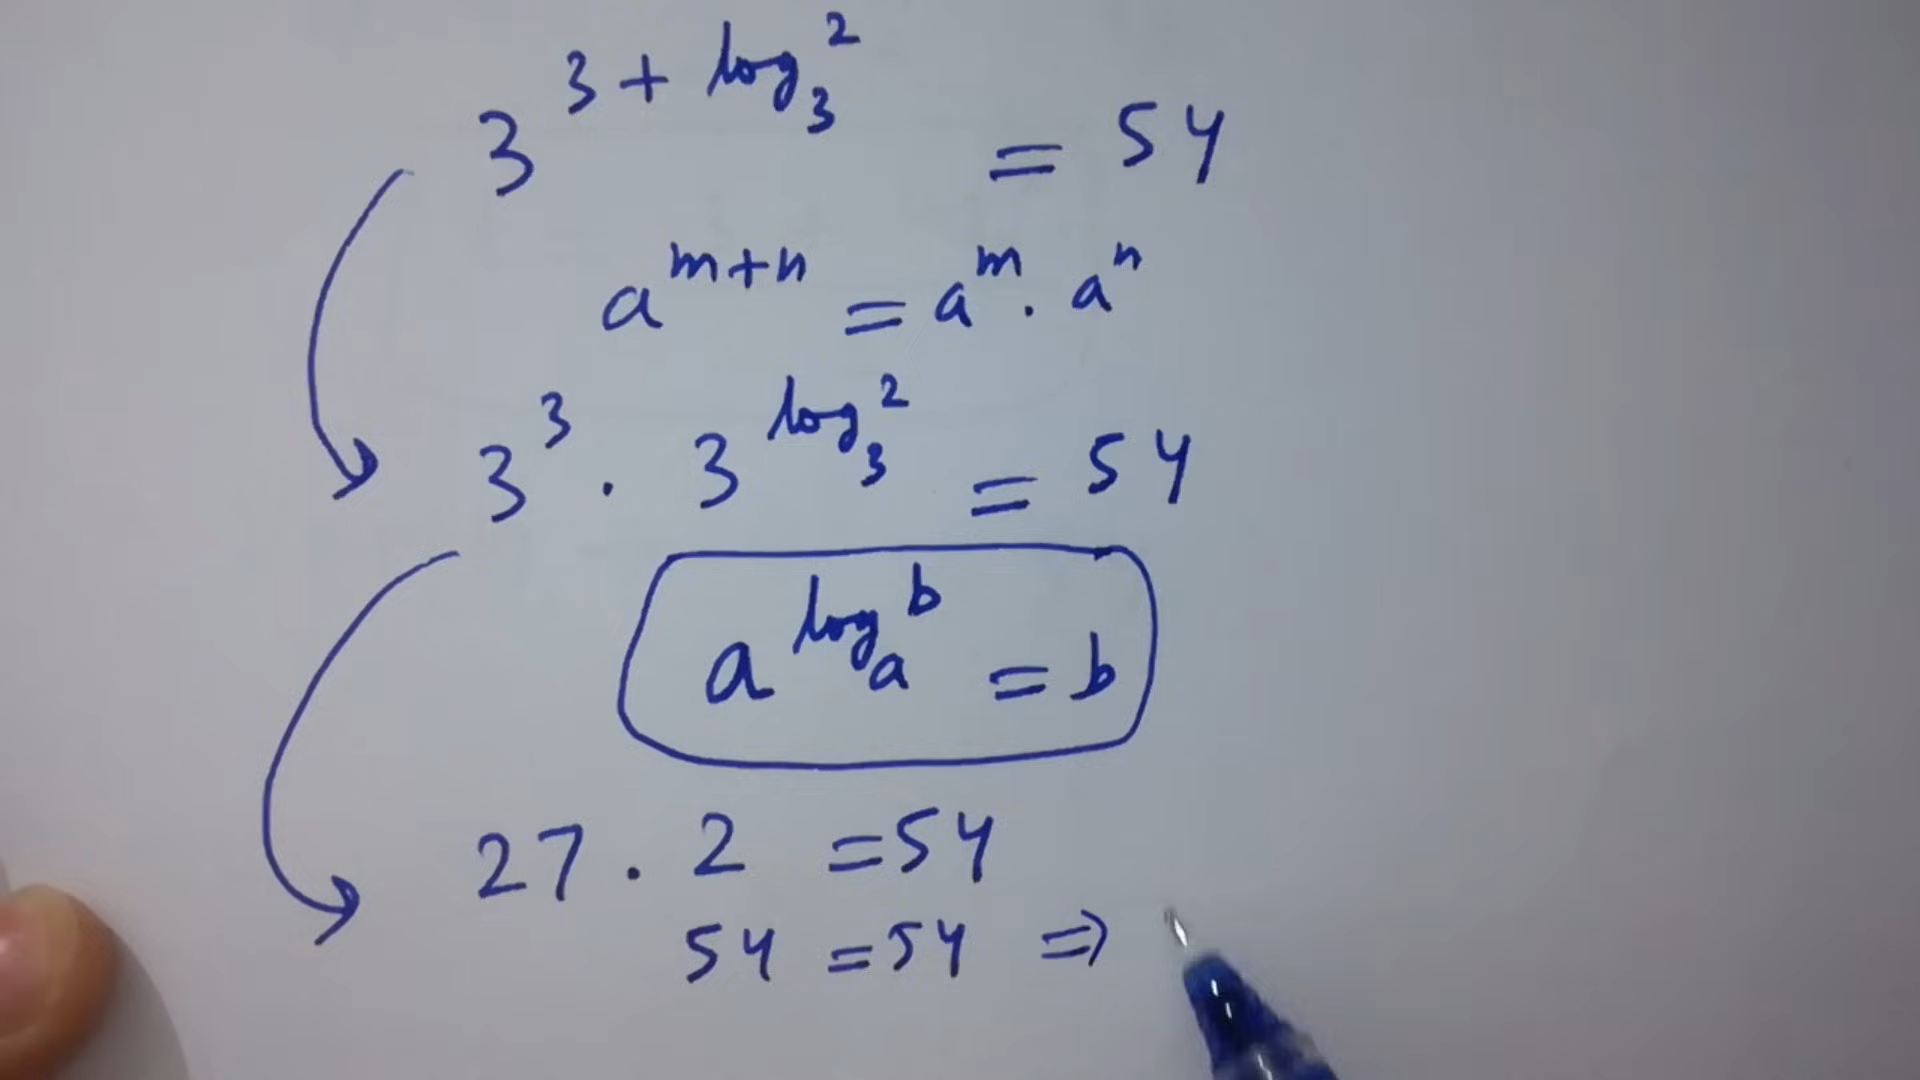 3^{3 + log_3^2} = 54
a^{m+n} = a^m . a^n
3^3 . 3^{log_3^2} = 54
a^{log_a^b} = b
27 . 2 = 54
54 = 54 ⇒